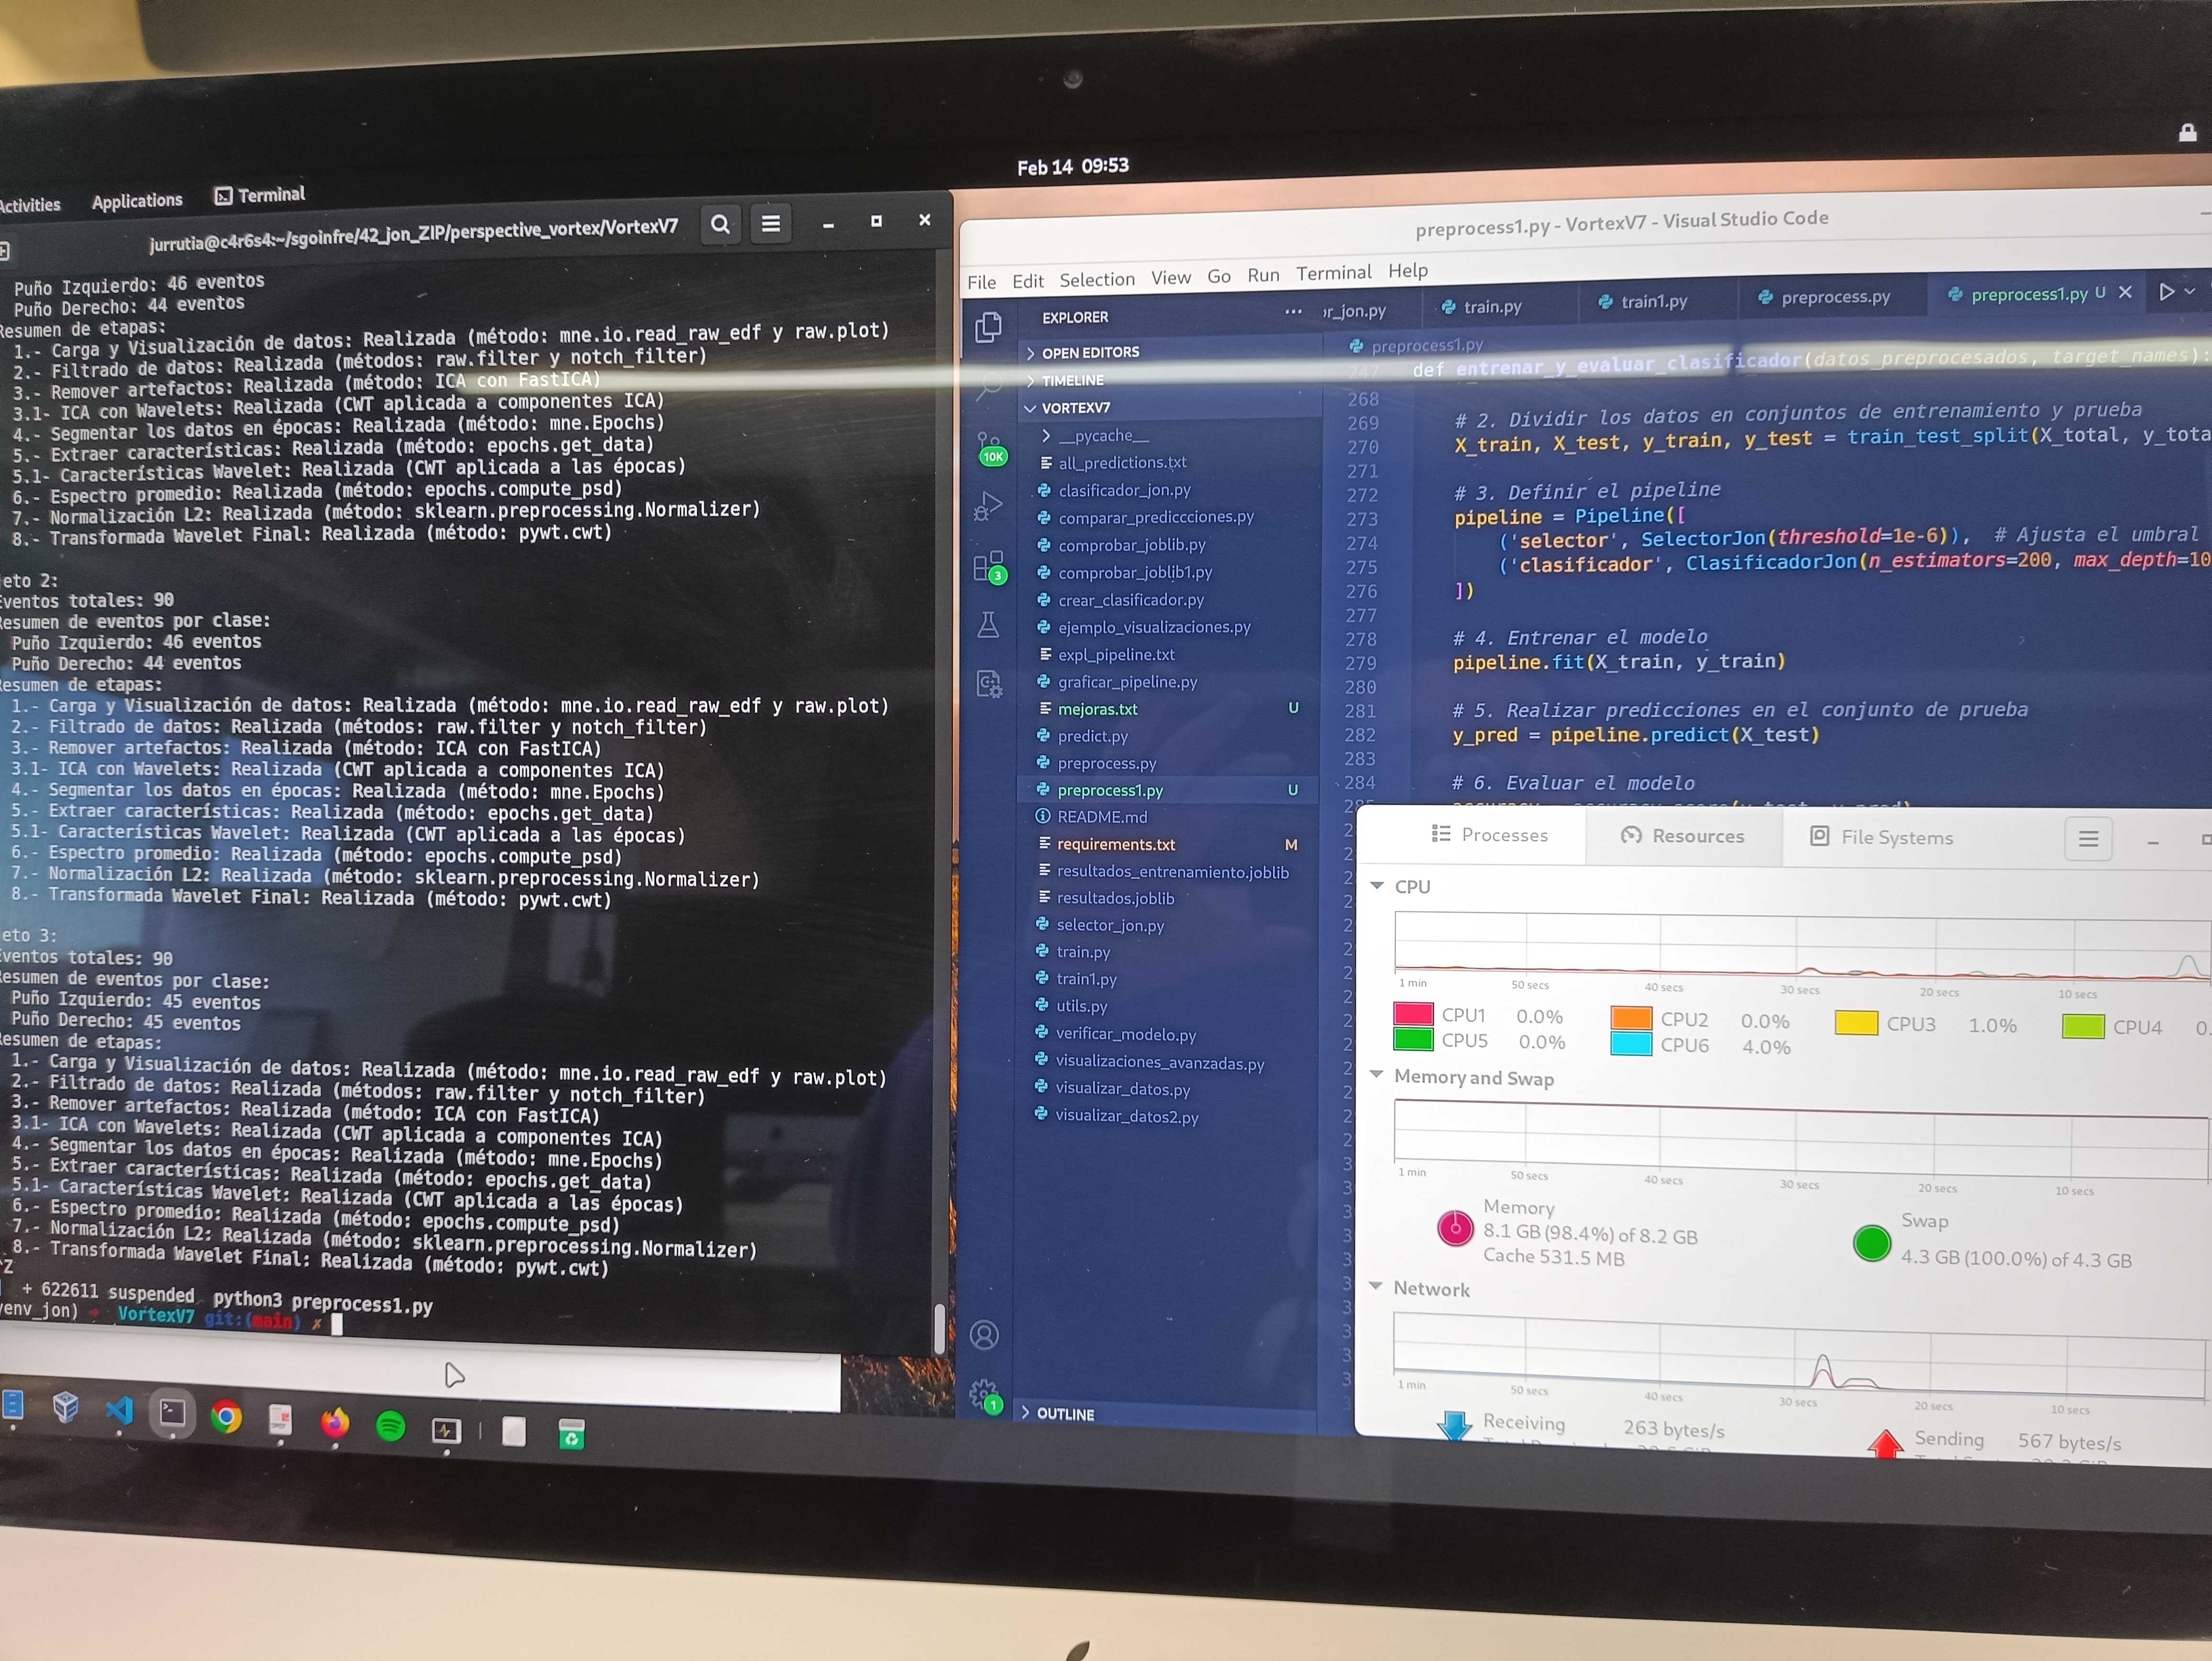 Feb 14 09:53
Activities Applications Terminal
jurrutia@c4r6s4:~/sgoinfre/42_jon_ZIP/perspective_vortex/VortexV7
Puño Izquierdo: 46 eventos
Puño Derecho: 44 eventos
esumen de etapas:
1.- Carga y Visualización de datos: Realizada (método: mne.io.read_raw_edf y raw.plot)
2.- Filtrado de datos: Realizada (métodos: raw.filter y notch_filter)
3.- Remover artefactos: Realizada (método: ICA con FastICA)
3.1- ICA con Wavelets: Realizada (CWT aplicada a componentes ICA)
4.- Segmentar los datos en épocas: Realizada (método: mne.Epochs)
5.- Extraer características: Realizada (método: epochs.get_data)
5.1- Características Wavelet: Realizada (CWT aplicada a las épocas)
6.- Espectro promedio: Realizada (método: epochs.compute_psd)
7.- Normalización L2: Realizada (método: sklearn.preprocessing.Normalizer)
8.- Transformada Wavelet Final: Realizada (método: pywt.cwt)
eto 2:
ventos totales: 90
esumen de eventos por clase:
Puño Izquierdo: 46 eventos
Puño Derecho: 44 eventos
esumen de etapas:
1.- Carga y Visualización de datos: Realizada (método: mne.io.read_raw_edf y raw.plot)
2.- Filtrado de datos: Realizada (métodos: raw.filter y notch_filter)
3.- Remover artefactos: Realizada (método: ICA con FastICA)
3.1- ICA con Wavelets: Realizada (CWT aplicada a componentes ICA)
4.- Segmentar los datos en épocas: Realizada (método: mne.Epochs)
5.- Extraer características: Realizada (método: epochs.get_data)
5.1- Características Wavelet: Realizada (CWT aplicada a las épocas)
6.- Espectro promedio: Realizada (método: epochs.compute_psd)
7.- Normalización L2: Realizada (método: sklearn.preprocessing.Normalizer)
8.- Transformada Wavelet Final: Realizada (método: pywt.cwt)
eto 3:
ventos totales: 90
esumen de eventos por clase:
Puño Izquierdo: 45 eventos
Puño Derecho: 45 eventos
esumen de etapas:
1.- Carga y Visualización de datos: Realizada (método: mne.io.read_raw_edf y raw.plot)
2.- Filtrado de datos: Realizada (métodos: raw.filter y notch_filter)
3.- Remover artefactos: Realizada (método: ICA con FastICA)
3.1- ICA con Wavelets: Realizada (CWT aplicada a componentes ICA)
4.- Segmentar los datos en épocas: Realizada (método: mne.Epochs)
5.- Extraer características: Realizada (método: epochs.get_data)
5.1- Características Wavelet: Realizada (CWT aplicada a las épocas)
6.- Espectro promedio: Realizada (método: epochs.compute_psd)
7.- Normalización L2: Realizada (método: sklearn.preprocessing.Normalizer)
8.- Transformada Wavelet Final: Realizada (método: pywt.cwt)
^Z
+ 622611 suspended python3 preprocess1.py
venv_jon) → VortexV7 git:(main) ✗
preprocess1.py - VortexV7 - Visual Studio Code
File Edit Selection View Go Run Terminal Help
EXPLORER ···
OPEN EDITORS
TIMELINE
VORTEXV7
__pycache__
all_predictions.txt
clasificador_jon.py
comparar_prediccciones.py
comprobar_joblib.py
comprobar_joblib1.py
crear_clasificador.py
ejemplo_visualizaciones.py
expl_pipeline.txt
graficar_pipeline.py
mejoras.txt U
predict.py
preprocess.py
preprocess1.py U
README.md
requirements.txt M
resultados_entrenamiento.joblib
resultados.joblib
selector_jon.py
train.py
train1.py
utils.py
verificar_modelo.py
visualizaciones_avanzadas.py
visualizar_datos.py
visualizar_datos2.py
OUTLINE
10K
3
1
r_jon.py train.py train1.py preprocess.py preprocess1.py U
preprocess1.py
247 def entrenar_y_evaluar_clasificador(datos_preprocesados, target_names):
268
269 # 2. Dividir los datos en conjuntos de entrenamiento y prueba
270 X_train, X_test, y_train, y_test = train_test_split(X_total, y_tota
271
272 # 3. Definir el pipeline
273 pipeline = Pipeline([
274 ('selector', SelectorJon(threshold=1e-6)), # Ajusta el umbral
275 ('clasificador', ClasificadorJon(n_estimators=200, max_depth=10
276 ])
277
278 # 4. Entrenar el modelo
279 pipeline.fit(X_train, y_train)
280
281 # 5. Realizar predicciones en el conjunto de prueba
282 y_pred = pipeline.predict(X_test)
283
284 # 6. Evaluar el modelo
Processes Resources File Systems
CPU
1 min 50 secs 40 secs 30 secs 20 secs 10 secs
CPU1 0.0% CPU2 0.0% CPU3 1.0% CPU4 0.
CPU5 0.0% CPU6 4.0%
Memory and Swap
1 min 50 secs 40 secs 30 secs 20 secs 10 secs
Memory
8.1 GB (98.4%) of 8.2 GB
Cache 531.5 MB
Swap
4.3 GB (100.0%) of 4.3 GB
Network
1 min 50 secs 40 secs 30 secs 20 secs 10 secs
Receiving 263 bytes/s
Sending 567 bytes/s